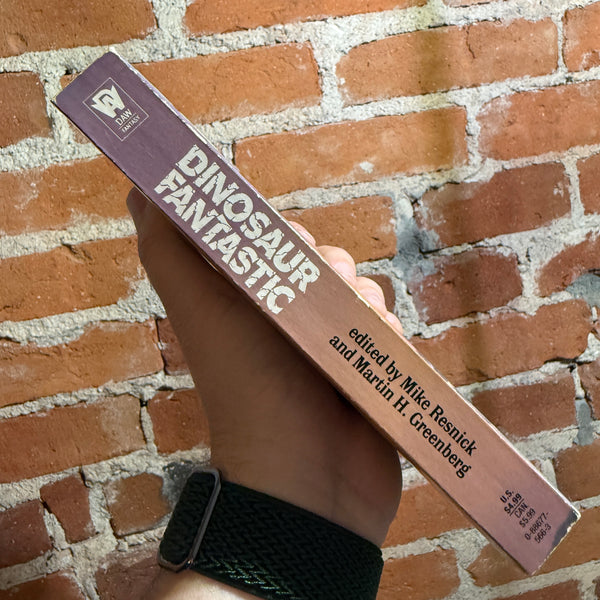 DAW
FANTASY
DINOSAUR
FANTASTIC
edited by Mike Resnick
and Martin H. Greenberg
U.S.
$4.99
CAN.
$5.99
0-88677-
566-3